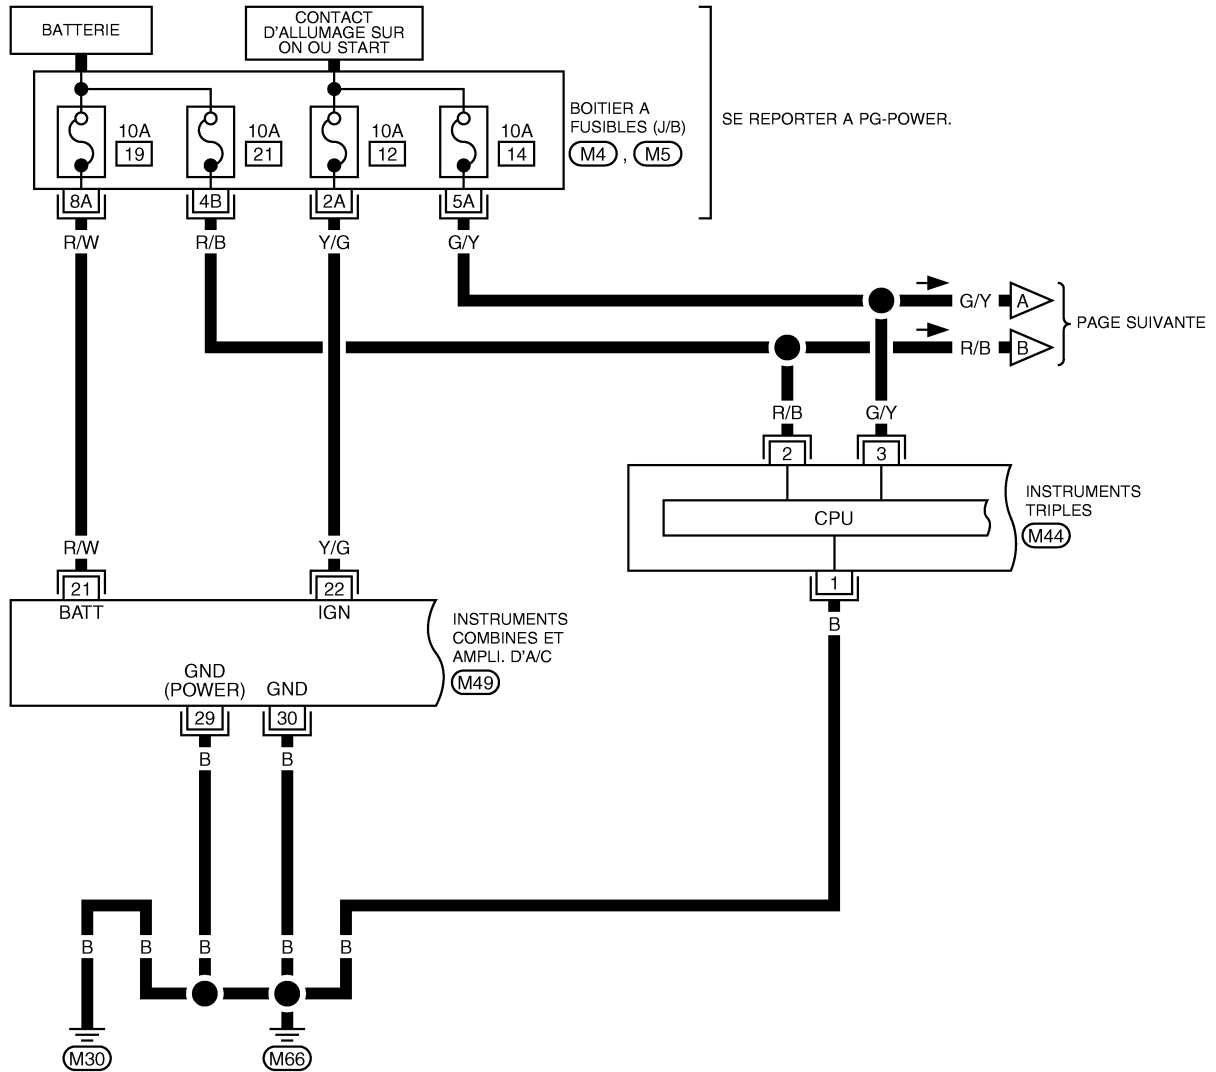 BATTERIE
CONTACT
D'ALLUMAGE SUR
ON OU START
10A
19
10A
21
10A
12
10A
14
BOITIER A
FUSIBLES (J/B)
M4 , M5
SE REPORTER A PG-POWER.
8A
4B
2A
5A
R/W
R/B
Y/G
G/Y
G/Y
A
R/B
B
PAGE SUIVANTE
R/B
G/Y
2
3
CPU
INSTRUMENTS
TRIPLES
M44
1
B
R/W
Y/G
21
22
BATT
IGN
INSTRUMENTS
COMBINES ET
AMPLI. D'A/C
M49
GND
(POWER)
GND
29
30
B
B
B
B
B
B
B
M30
M66